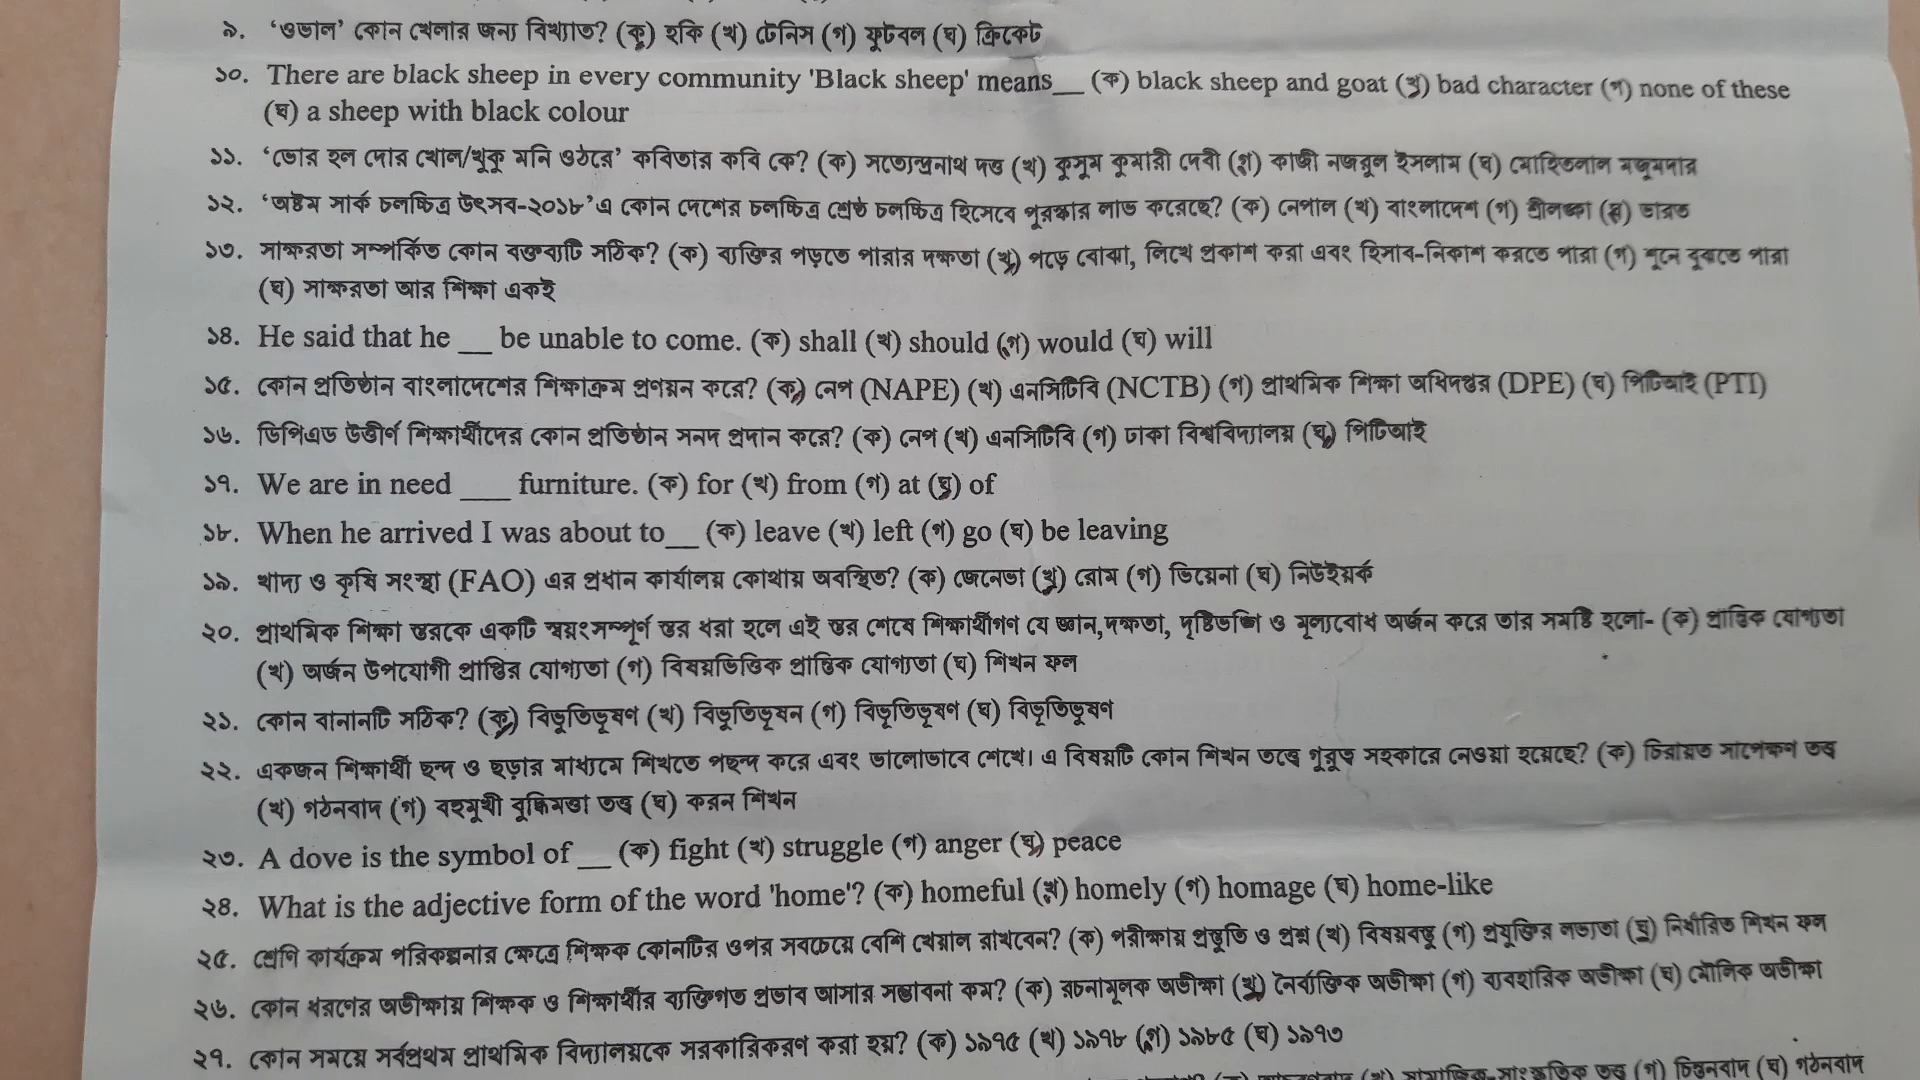 ৯. ‘ওভাল’ কোন খেলার জন্য বিখ্যাত? (ক) হকি (খ) টেনিস (গ) ফুটবল (ঘ) ক্রিকেট
১০. There are black sheep in every community 'Black sheep' means__ (ক) black sheep and goat (খ) bad character (গ) none of these
(ঘ) a sheep with black colour
১১. ‘ভোর হল দোর খোল/খুকু মনি ওঠরে’ কবিতার কবি কে? (ক) সত্যেন্দ্রনাথ দত্ত (খ) কুসুম কুমারী দেবী (গ) কাজী নজরুল ইসলাম (ঘ) মোহিতলাল মজুমদার
১২. ‘অষ্টম সার্ক চলচ্চিত্র উৎসব-২০১৮’এ কোন দেশের চলচ্চিত্র শ্রেষ্ঠ চলচ্চিত্র হিসেবে পুরস্কার লাভ করেছে? (ক) নেপাল (খ) বাংলাদেশ (গ) শ্রীলঙ্কা (ঘ) ভারত
১৩. সাক্ষরতা সম্পর্কিত কোন বক্তব্যটি সঠিক? (ক) ব্যক্তির পড়তে পারার দক্ষতা (খ) পড়ে বোঝা, লিখে প্রকাশ করা এবং হিসাব-নিকাশ করতে পারা (গ) শুনে বুঝতে পারা
(ঘ) সাক্ষরতা আর শিক্ষা একই
১৪. He said that he __ be unable to come. (ক) shall (খ) should (গ) would (ঘ) will
১৫. কোন প্রতিষ্ঠান বাংলাদেশের শিক্ষাক্রম প্রণয়ন করে? (ক) নেপ (NAPE) (খ) এনসিটিবি (NCTB) (গ) প্রাথমিক শিক্ষা অধিদপ্তর (DPE) (ঘ) পিটিআই (PTI)
১৬. ডিপিএড উত্তীর্ণ শিক্ষার্থীদের কোন প্রতিষ্ঠান সনদ প্রদান করে? (ক) নেপ (খ) এনসিটিবি (গ) ঢাকা বিশ্ববিদ্যালয় (ঘ) পিটিআই
১৭. We are in need ___ furniture. (ক) for (খ) from (গ) at (ঘ) of
১৮. When he arrived I was about to__ (ক) leave (খ) left (গ) go (ঘ) be leaving
১৯. খাদ্য ও কৃষি সংস্থা (FAO) এর প্রধান কার্যালয় কোথায় অবস্থিত? (ক) জেনেভা (খ) রোম (গ) ভিয়েনা (ঘ) নিউইয়র্ক
২০. প্রাথমিক শিক্ষা স্তরকে একটি স্বয়ংসম্পূর্ণ স্তর ধরা হলে এই স্তর শেষে শিক্ষার্থীগণ যে জ্ঞান,দক্ষতা, দৃষ্টিভঙ্গি ও মূল্যবোধ অর্জন করে তার সমষ্টি হলো- (ক) প্রান্তিক যোগ্যতা
(খ) অর্জন উপযোগী প্রান্তির যোগ্যতা (গ) বিষয়ভিত্তিক প্রান্তিক যোগ্যতা (ঘ) শিখন ফল
২১. কোন বানানটি সঠিক? (ক) বিভূতিভূষণ (খ) বিভূতিভূষন (গ) বিভূতিভূষণ (ঘ) বিভূতিভুষণ
২২. একজন শিক্ষার্থী ছন্দ ও ছড়ার মাধ্যমে শিখতে পছন্দ করে এবং ভালোভাবে শেখে। এ বিষয়টি কোন শিখন তত্ত্বে গুরুত্ব সহকারে নেওয়া হয়েছে? (ক) চিরায়ত সাপেক্ষণ তত্ত্ব
(খ) গঠনবাদ (গ) বহুমুখী বুদ্ধিমত্তা তত্ত্ব (ঘ) করন শিখন
২৩. A dove is the symbol of __ (ক) fight (খ) struggle (গ) anger (ঘ) peace
২৪. What is the adjective form of the word 'home'? (ক) homeful (খ) homely (গ) homage (ঘ) home-like
২৫. শ্রেণি কার্যক্রম পরিকল্পনার ক্ষেত্রে শিক্ষক কোনটির ওপর সবচেয়ে বেশি খেয়াল রাখবেন? (ক) পরীক্ষায় প্রস্তুতি ও প্রশ্ন (খ) বিষয়বস্তু (গ) প্রযুক্তির লভ্যতা (ঘ) নির্ধারিত শিখন ফল
২৬. কোন ধরণের অভীক্ষায় শিক্ষক ও শিক্ষার্থীর ব্যক্তিগত প্রভাব আসার সম্ভাবনা কম? (ক) রচনামূলক অভীক্ষা (খ) নৈর্ব্যক্তিক অভীক্ষা (গ) ব্যবহারিক অভীক্ষা (ঘ) মৌনিক অভীক্ষা
২৭. কোন সময়ে সর্বপ্রথম প্রাথমিক বিদ্যালয়কে সরকারিকরণ করা হয়? (ক) ১৯৭৫ (খ) ১৯৭৮ (গ) ১৯৮৫ (ঘ) ১৯৭৩
সামাজিক-সাংস্কৃতিক তত্ত্ব (গ) চিন্তনবাদ (ঘ) গঠনবাদ